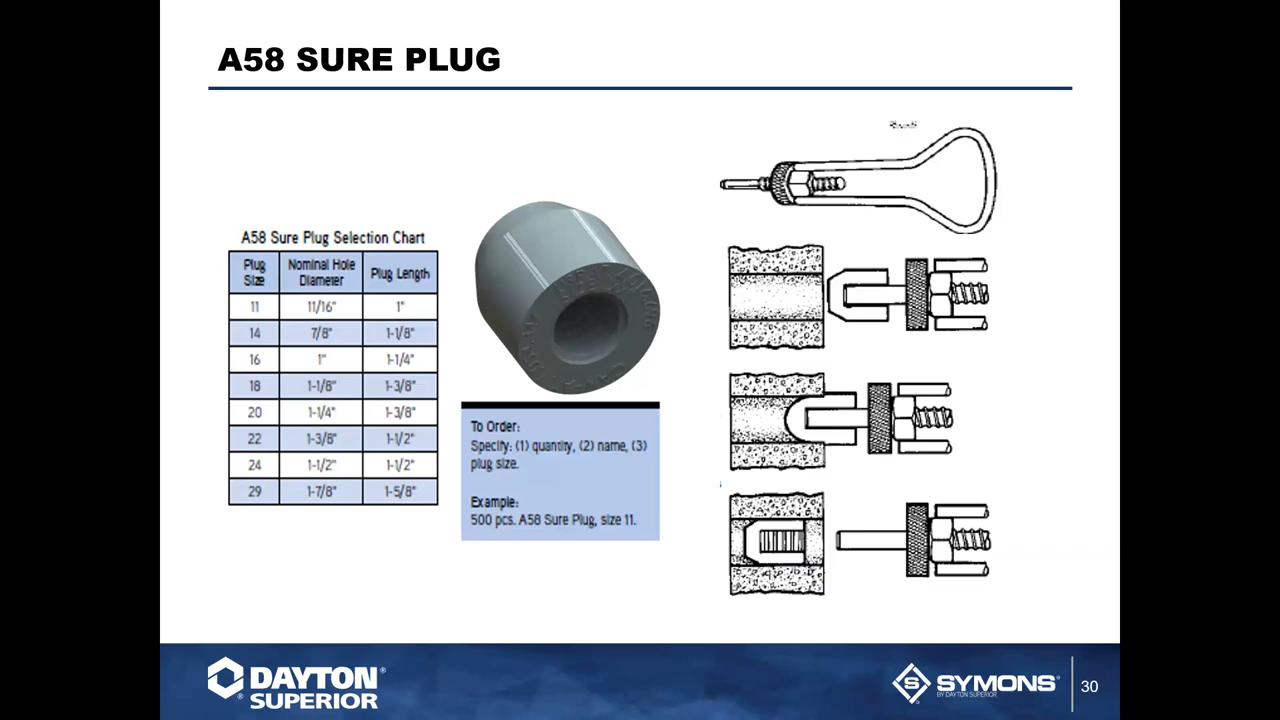 A58 SURE PLUG
A58 Sure Plug Selection Chart
Plug Size Nominal Hole Diameter Plug Length
11 11/16" 1"
14 7/8" 1-1/8"
16 1" 1-1/4"
18 1-1/8" 1-3/8"
20 1-1/4" 1-3/8"
22 1-3/8" 1-1/2"
24 1-1/2" 1-1/2"
29 1-7/8" 1-5/8"
To Order:
Specify: (1) quantity, (2) name, (3)
plug size.
Example:
500 pcs. A58 Sure Plug, size 11.
DAYTON®
SUPERIOR
SYMONS®
BY DAYTON SUPERIOR
30